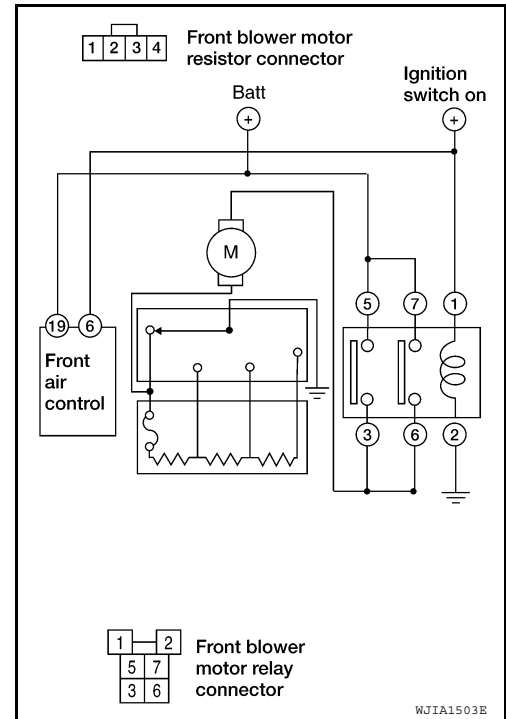 1 2 3 4
Front blower motor
resistor connector
Batt
Ignition
switch on
+ +
M
5 7 1
19 6
Front
air
control
3 6 2
1 2
5 7
3 6
Front blower
motor relay
connector
WJIA1503E